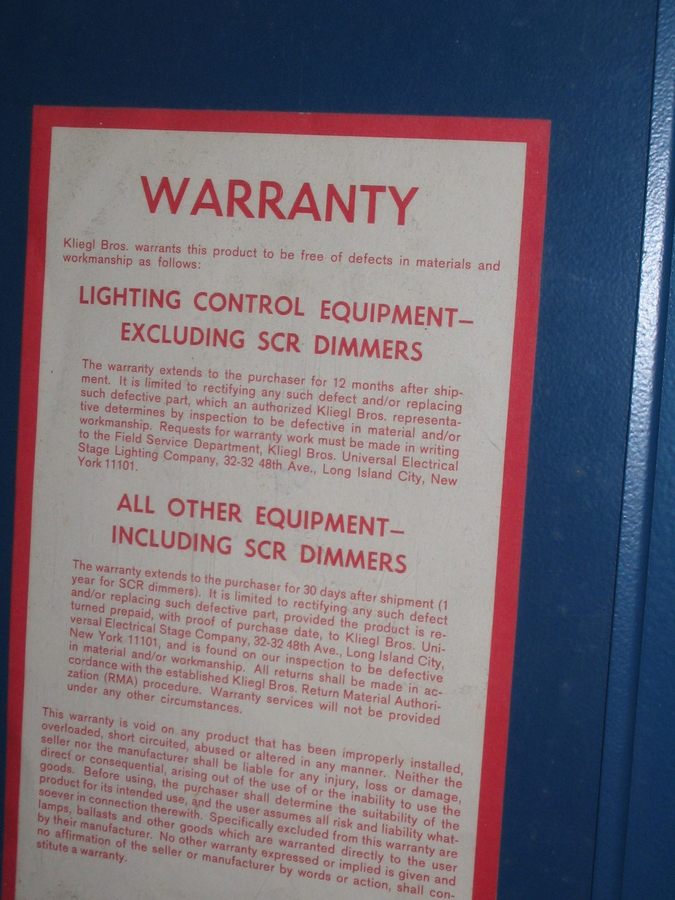 WARRANTY
Kliegl Bros. warrants this product to be free of defects in materials and
workmanship as follows:
LIGHTING CONTROL EQUIPMENT—
EXCLUDING SCR DIMMERS
The warranty extends to the purchaser for 12 months after ship-
ment. It is limited to rectifying any such defect and/or replacing
such defective part, which an authorized Kliegl Bros. representa-
tive determines by inspection to be defective in material and/or
workmanship. Requests for warranty work must be made in writing
to the Field Service Department, Kliegl Bros. Universal Electrical
Stage Lighting Company, 32-32 48th Ave., Long Island City, New
York 11101.
ALL OTHER EQUIPMENT—
INCLUDING SCR DIMMERS
The warranty extends to the purchaser for 30 days after shipment (1
year for SCR dimmers). It is limited to rectifying any such defect
and/or replacing such defective part, provided the product is re-
turned prepaid, with proof of purchase date, to Kliegl Bros. Uni-
versal Electrical Stage Company, 32-32 48th Ave., Long Island City,
New York 11101, and is found on our inspection to be defective
in material and/or workmanship. All returns shall be made in ac-
cordance with the established Kliegl Bros. Return Material Authori-
zation (RMA) procedure. Warranty services will not be provided
under any other circumstances.
This warranty is void on any product that has been improperly installed,
overloaded, short circuited, abused or altered in any manner. Neither the
seller nor the manufacturer shall be liable for any injury, loss or damage,
direct or consequential, arising out of the use of or the inability to use the
goods. Before using, the purchaser shall determine the suitability of the
product for its intended use, and the user assumes all risk and liability what-
soever in connection therewith. Specifically excluded from this warranty are
lamps, ballasts and other goods which are warranted directly to the user
by their manufacturer. No other warranty expressed or implied is given and
no affirmation of the seller or manufacturer by words or action, shall con-
stitute a warranty.